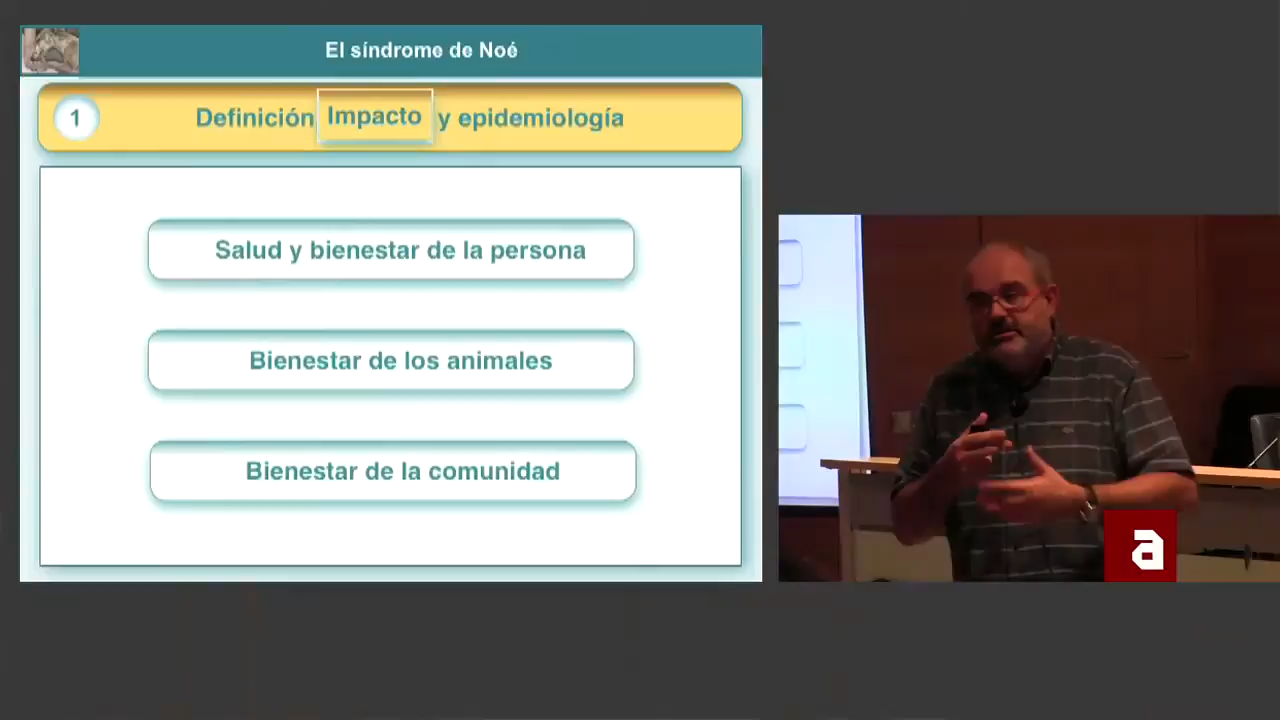 El síndrome de Noé
1
Definición Impacto y epidemiología
Salud y bienestar de la persona
Bienestar de los animales
Bienestar de la comunidad
a